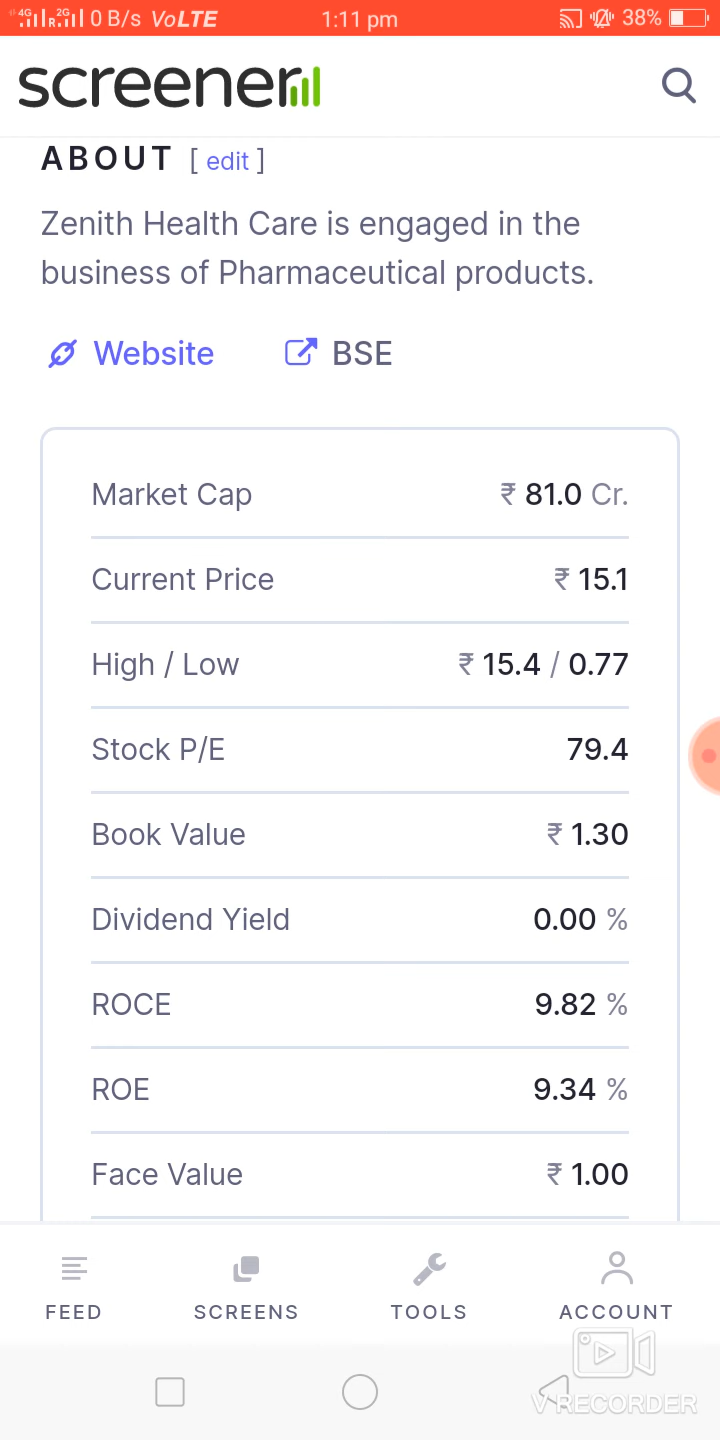 4G R 2G 0 B/s VoLTE 1:11 pm 38%
screener
ABOUT [ edit ]
Zenith Health Care is engaged in the
business of Pharmaceutical products.
Website BSE
Market Cap ₹ 81.0 Cr.
Current Price ₹ 15.1
High / Low ₹ 15.4 / 0.77
Stock P/E 79.4
Book Value ₹ 1.30
Dividend Yield 0.00 %
ROCE 9.82 %
ROE 9.34 %
Face Value ₹ 1.00
FEED SCREENS TOOLS ACCOUNT
V RECORDER